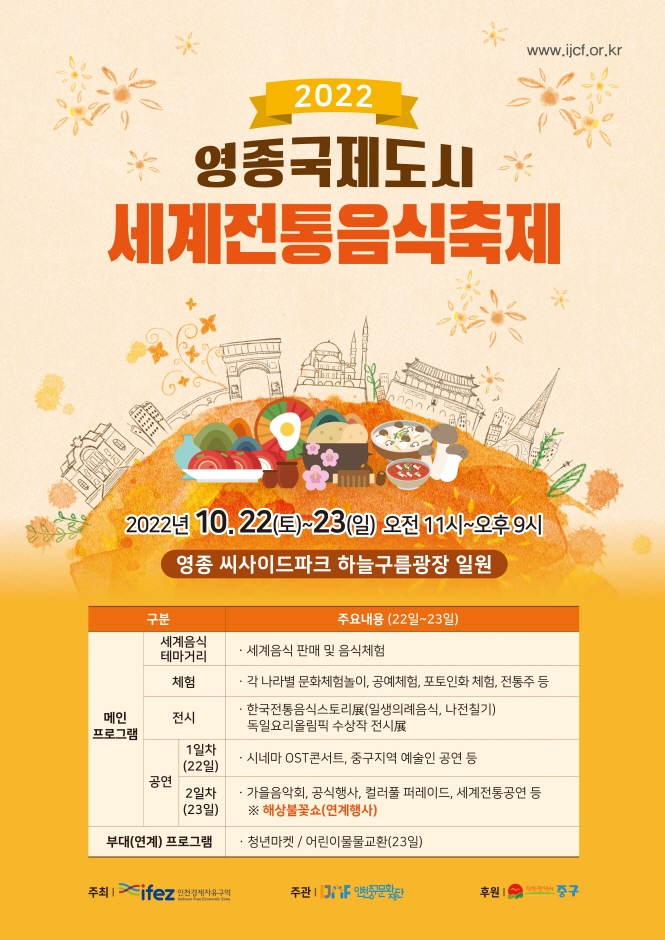 www.ijcf.or.kr
2022
영종국제도시
세계전통음식축제
2022년 10. 22(토)~23(일) 오전 11시~오후 9시
영종 씨사이드파크 하늘구름광장 일원
구분
주요내용 (22일~23일)
메인
프로그램
세계음식
테마거리
· 세계음식 판매 및 음식체험
체험
· 각 나라별 문화체험놀이, 공예체험, 포토인화 체험, 전통주 등
전시
· 한국전통음식스토리展(일생의례음식, 나전칠기)
독일요리올림픽 수상작 전시展
공연
1일차
(22일)
· 시네마 OST콘서트, 중구지역 예술인 공연 등
2일차
(23일)
· 가을음악회, 공식행사, 컬러풀 퍼레이드, 세계전통공연 등
※ 해상불꽃쇼(연계행사)
부대(연계) 프로그램
· 청년마켓 / 어린이물물교환(23일)
주최 | ifez 인천경제자유구역
Incheon Free Economic Zone
주관 | 인천중구문화재단
후원 | 중구